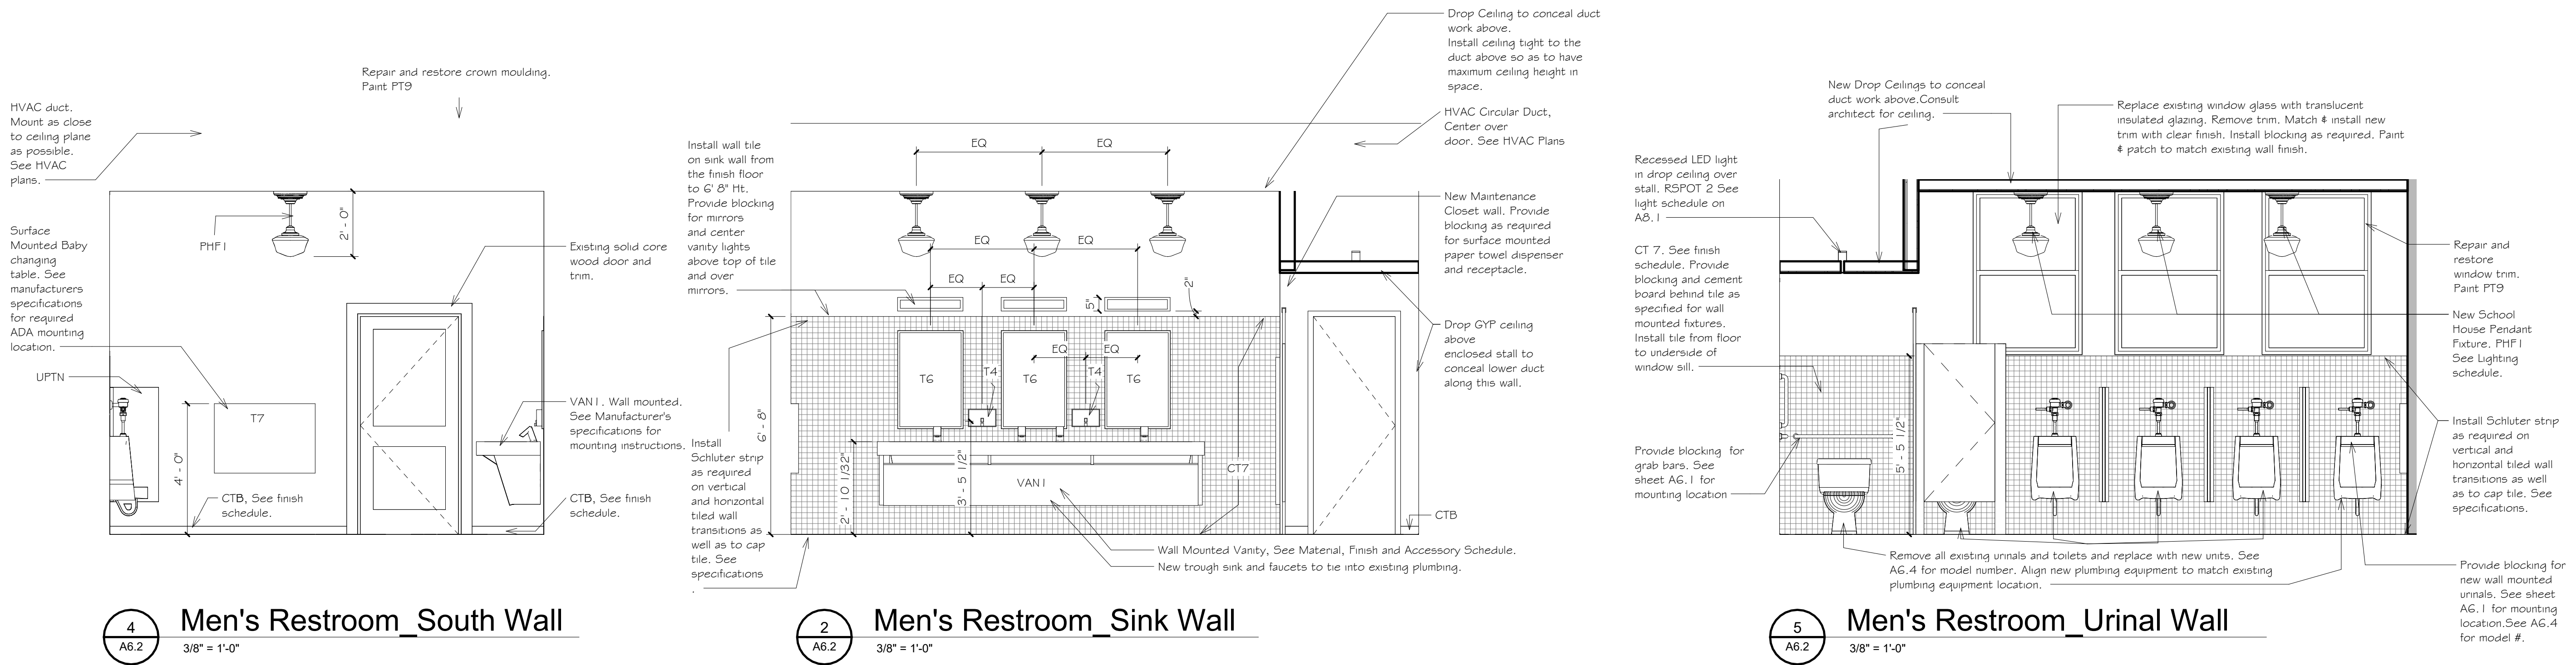 Repair and restore crown moulding.
Paint PT9
HVAC duct.
Mount as close
to ceiling plane
as possible.
See HVAC
plans.
PHF1
2' - 0"
Surface
Mounted Baby
changing
table. See
manufacturers
specifications
for required
ADA mounting
location.
Existing solid core
wood door and
trim.
UPTN
T7
4' - 0"
VAN1. Wall mounted.
See Manufacturer's
specifications for
mounting instructions.
CTB, See finish
schedule.
CTB, See finish
schedule.
4
A6.2
Men's Restroom_South Wall
3/8" = 1'-0"
Drop Ceiling to conceal duct
work above.
Install ceiling tight to the
duct above so as to have
maximum ceiling height in
space.
HVAC Circular Duct,
Center over
door. See HVAC Plans
Install wall tile
on sink wall from
the finish floor
to 6' 8" Ht.
Provide blocking
for mirrors
and center
vanity lights
above top of tile
and over
mirrors.
EQ
EQ
EQ
EQ
EQ
EQ
5"
2"
New Maintenance
Closet wall. Provide
blocking as required
for surface mounted
paper towel dispenser
and receptacle.
Drop GYP ceiling
above
enclosed stall to
conceal lower duct
along this wall.
EQ
EQ
T6
T4
T6
T4
T6
6' - 8"
2' - 10 1/32"
3' - 5 1/2"
VAN1
CT7
CTB
Install
Schluter strip
as required
on vertical
and horizontal
tiled wall
transitions as
well as to cap
tile. See
specifications
.
Wall Mounted Vanity, See Material, Finish and Accessory Schedule.
New trough sink and faucets to tie into existing plumbing.
2
A6.2
Men's Restroom_Sink Wall
3/8" = 1'-0"
New Drop Ceilings to conceal
duct work above.Consult
architect for ceiling.
Replace existing window glass with translucent
insulated glazing. Remove trim. Match & install new
trim with clear finish. Install blocking as required. Paint
& patch to match existing wall finish.
Recessed LED light
in drop ceiling over
stall. RSPOT 2 See
light schedule on
A8.1
CT 7. See finish
schedule. Provide
blocking and cement
board behind tile as
specified for wall
mounted fixtures.
Install tile from floor
to underside of
window sill.
Provide blocking for
grab bars. See
sheet A6.1 for
mounting location
5' - 5 1/2"
Repair and
restore
window trim.
Paint PT9
New School
House Pendant
Fixture. PHF1
See Lighting
schedule.
Install Schluter strip
as required on
vertical and
horizontal tiled wall
transitions as well
as to cap tile. See
specifications.
Remove all existing urinals and toilets and replace with new units. See
A6.4 for model number. Align new plumbing equipment to match existing
plumbing equipment location.
Provide blocking for
new wall mounted
urinals. See sheet
A6.1 for mounting
location.See A6.4
for model #.
5
A6.2
Men's Restroom_Urinal Wall
3/8" = 1'-0"